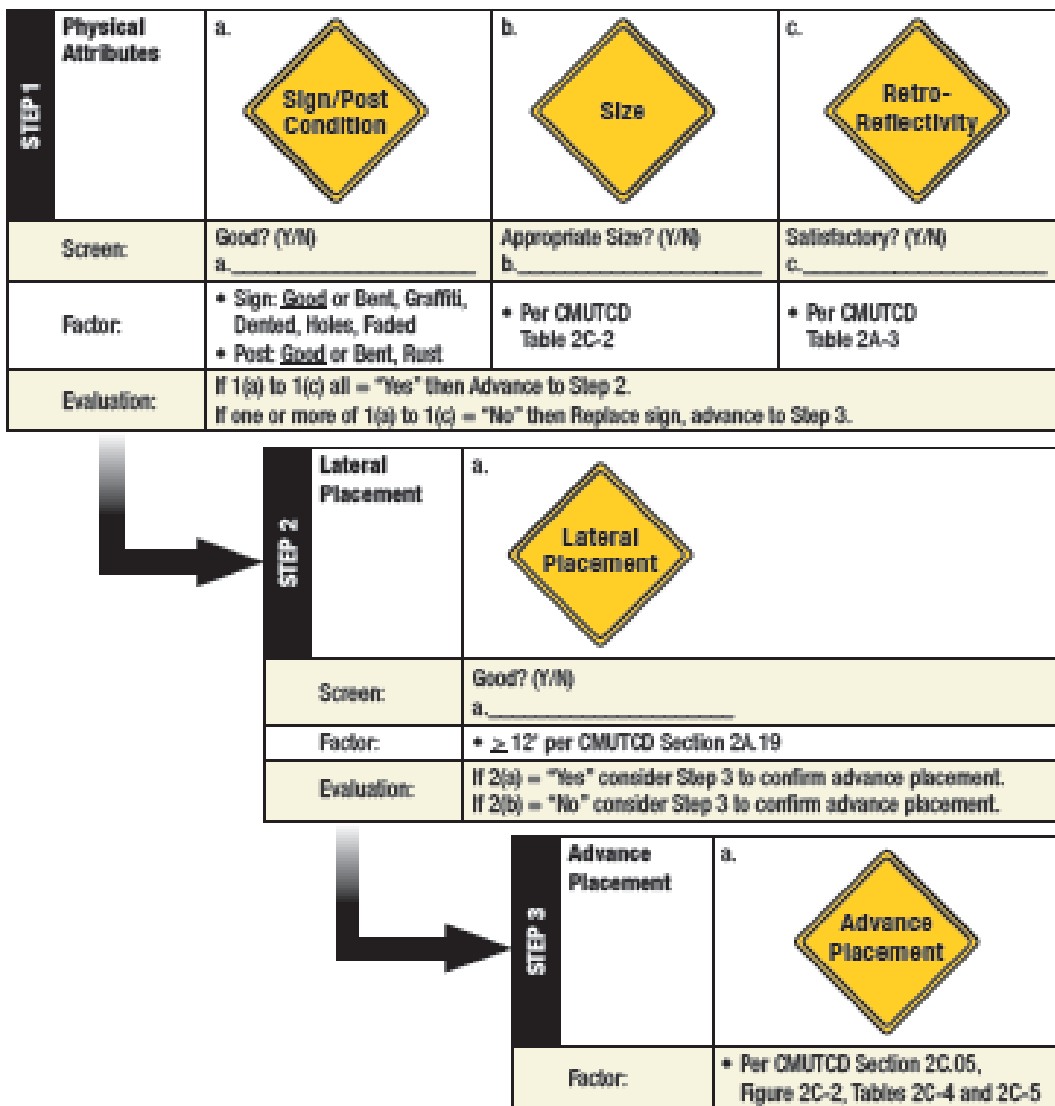 STEP 1
Physical
Attributes
a.
Sign/Post
Condition
b.
Size
c.
Retro-
Reflectivity
Screen:
Good? (Y/N)
a.______________________
Appropriate Size? (Y/N)
b.______________________
Satisfactory? (Y/N)
c.______________________
Factor:
• Sign: Good or Bent, Graffiti,
Dented, Holes, Faded
• Post: Good or Bent, Rust
• Per CMUTCD
Table 2C-2
• Per CMUTCD
Table 2A-3
Evaluation:
If 1(a) to 1(c) all = "Yes" then Advance to Step 2.
If one or more of 1(a) to 1(c) = "No" then Replace sign, advance to Step 3.
STEP 2
Lateral
Placement
a.
Lateral
Placement
Screen:
Good? (Y/N)
a.______________________
Factor:
• ≥ 12' per CMUTCD Section 2A.19
Evaluation:
If 2(a) = "Yes" consider Step 3 to confirm advance placement.
If 2(b) = "No" consider Step 3 to confirm advance placement.
STEP 3
Advance
Placement
a.
Advance
Placement
Factor:
• Per CMUTCD Section 2C.05,
Figure 2C-2, Tables 2C-4 and 2C-5